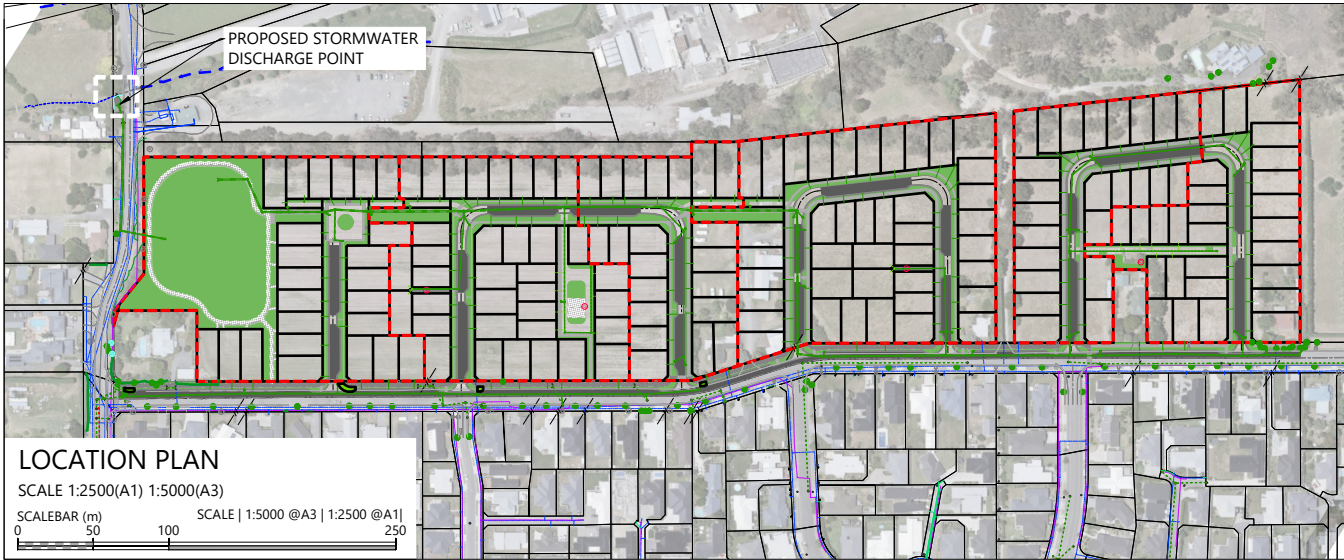 PROPOSED STORMWATER
DISCHARGE POINT
LOCATION PLAN
SCALE 1:2500(A1) 1:5000(A3)
SCALEBAR (m)
SCALE | 1:5000 @A3 | 1:2500 @A1|
0 50 100 250